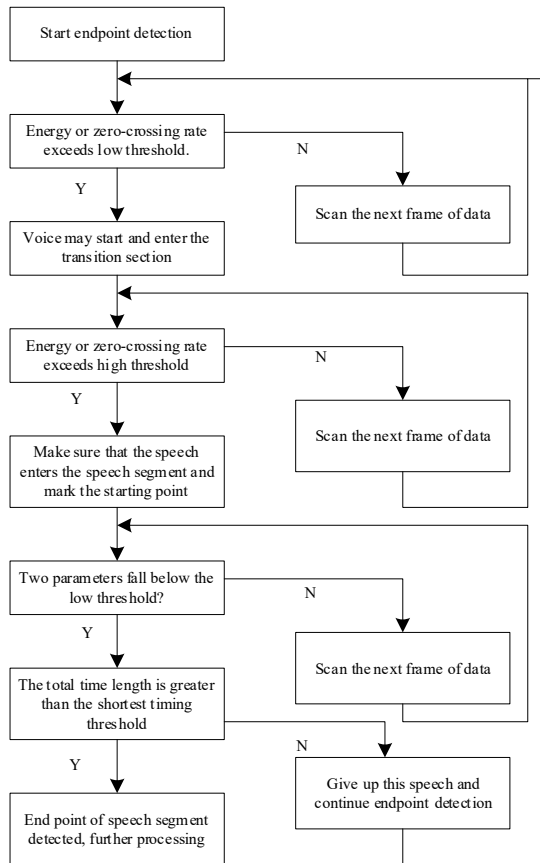 Start endpoint detection
Energy or zero-crossing rate
exceeds low threshold.
N
Y
Scan the next frame of data
Voice may start and enter the
transition section
Energy or zero-crossing rate
exceeds high threshold
N
Y
Scan the next frame of data
Make sure that the speech
enters the speech segment and
mark the starting point
Two parameters fall below the
low threshold?
N
Y
Scan the next frame of data
The total time length is greater
than the shortest timing
threshold
N
Y
Give up this speech and
continue endpoint detection
End point of speech segment
detected, further processing